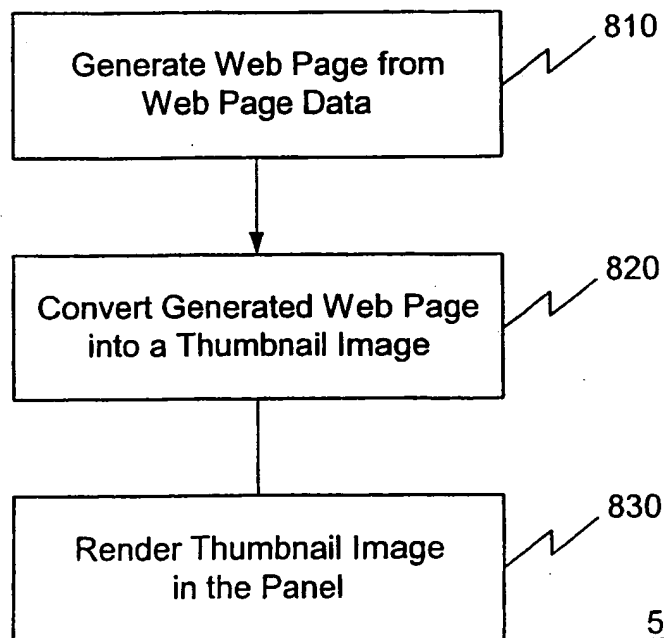 810
Generate Web Page from
Web Page Data
820
Convert Generated Web Page
into a Thumbnail Image
830
Render Thumbnail Image
in the Panel
5